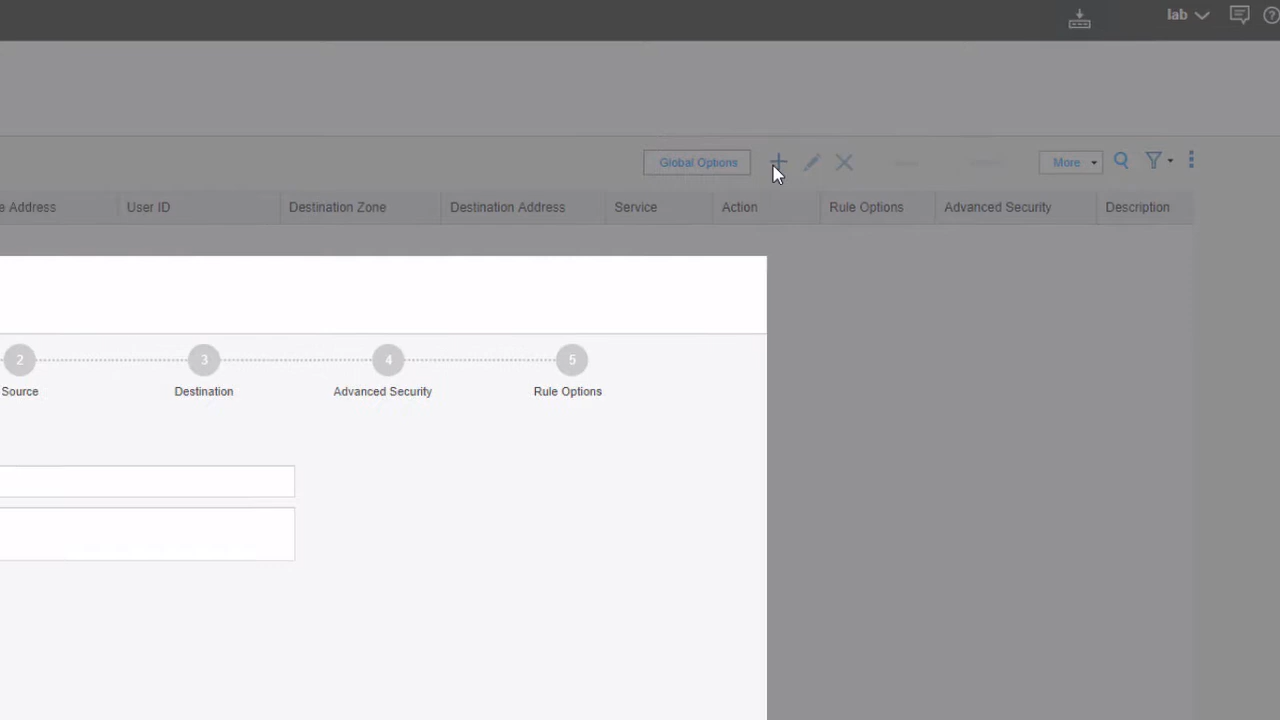 lab
Global Options More
e Address User ID Destination Zone Destination Address Service Action Rule Options Advanced Security Description
2 3 4 5
Source Destination Advanced Security Rule Options